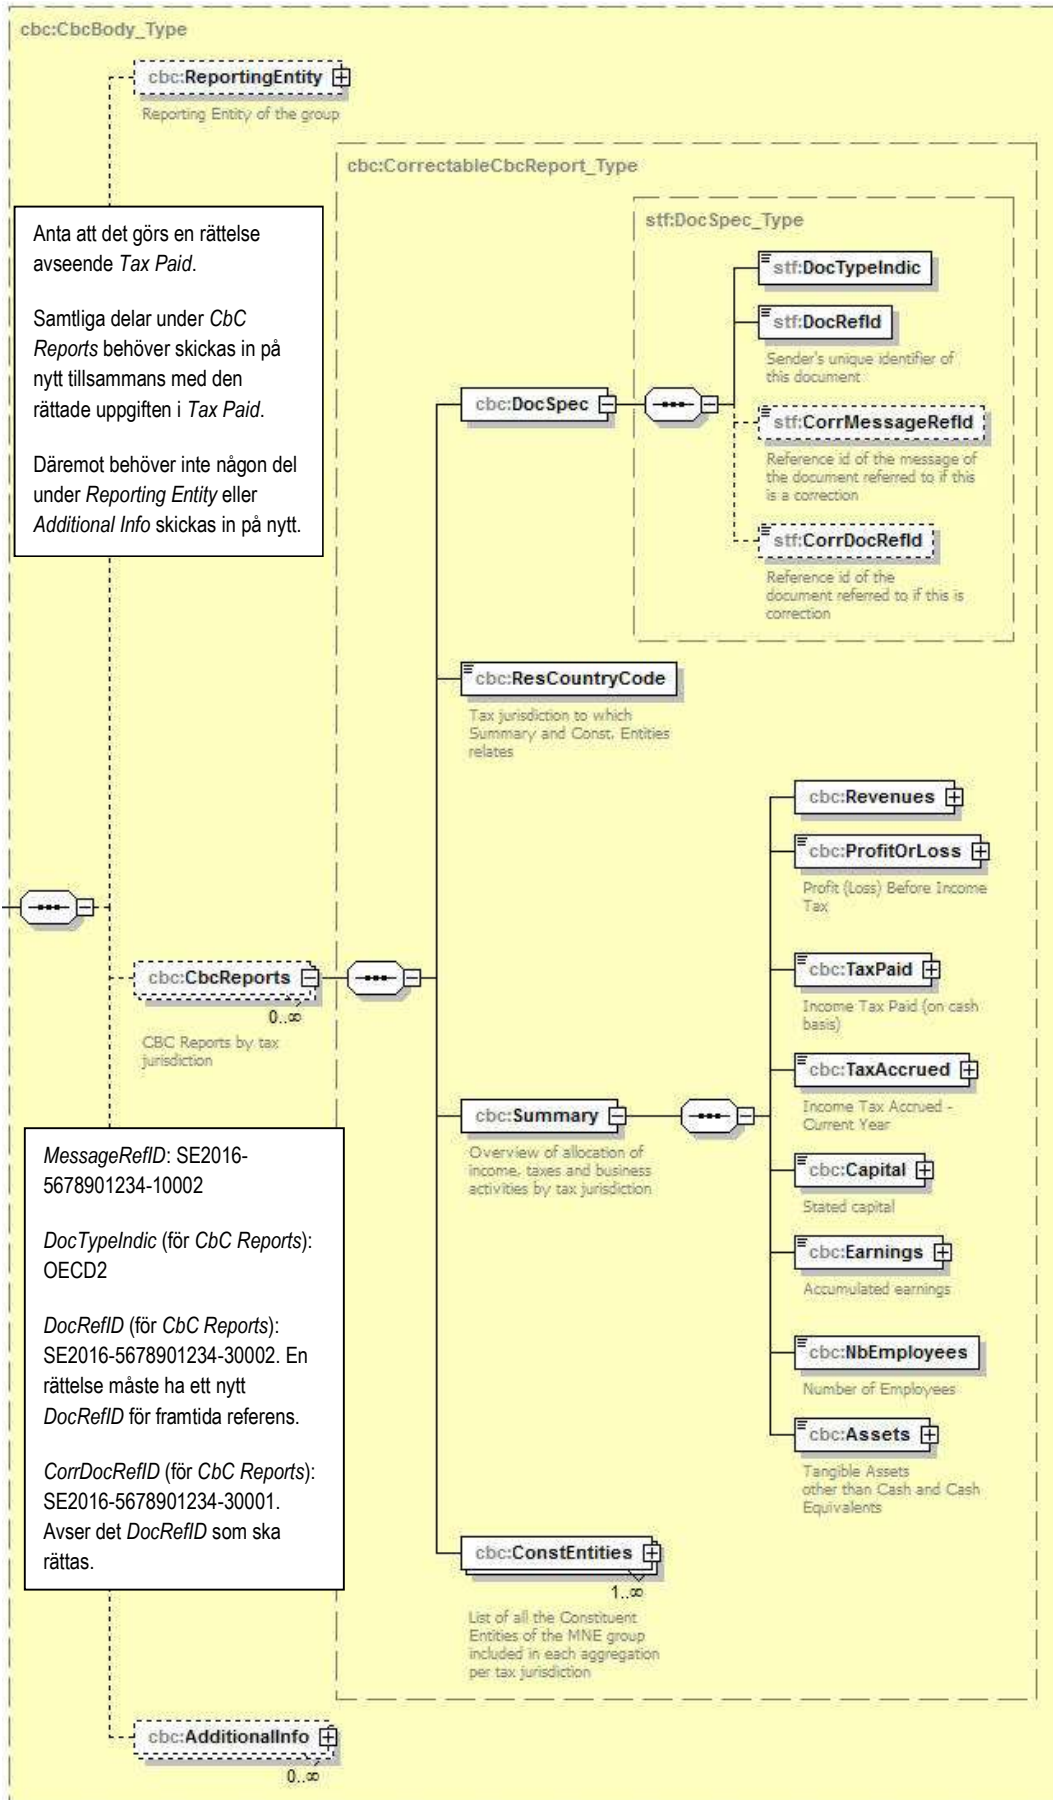 cbc:CbcBody_Type
cbc:ReportingEntity
Reporting Entity of the group
cbc:CorrectableCbcReport_Type
stf:DocSpec_Type
Anta att det görs en rättelse
avseende Tax Paid.
Samtliga delar under CbC
Reports behöver skickas in på
nytt tillsammans med den
rättade uppgiften i Tax Paid.
Däremot behöver inte någon del
under Reporting Entity eller
Additional Info skickas in på nytt.
stf:DocTypeIndic
stf:DocRefId
Sender's unique identifier of
this document
cbc:DocSpec
stf:CorrMessageRefId
Reference id of the message of
the document referred to if this
is a correction
stf:CorrDocRefId
Reference id of the
document referred to if this is
correction
cbc:ResCountryCode
Tax jurisdiction to which
Summary and Const. Entities
relates
cbc:Revenues
cbc:ProfitOrLoss
Profit (Loss) Before Income
Tax
cbc:CbcReports
0..∞
CBC Reports by tax
jurisdiction
cbc:TaxPaid
Income Tax Paid (on cash
basis)
cbc:TaxAccrued
Income Tax Accrued -
Current Year
cbc:Summary
Overview of allocation of
income, taxes and business
activities by tax jurisdiction
cbc:Capital
Stated capital
cbc:Earnings
Accumulated earnings
cbc:NbEmployees
Number of Employees
cbc:Assets
Tangible Assets
other than Cash and Cash
Equivalents
MessageRefID: SE2016-
5678901234-10002
DocTypeIndic (för CbC Reports):
OECD2
DocRefID (för CbC Reports):
SE2016-5678901234-30002. En
rättelse måste ha ett nytt
DocRefID för framtida referens.
CorrDocRefID (för CbC Reports):
SE2016-5678901234-30001.
Avser det DocRefID som ska
rättas.
cbc:ConstEntities
1..∞
List of all the Constituent
Entities of the MNE group
included in each aggregation
per tax jurisdiction
cbc:AdditionalInfo
0..∞